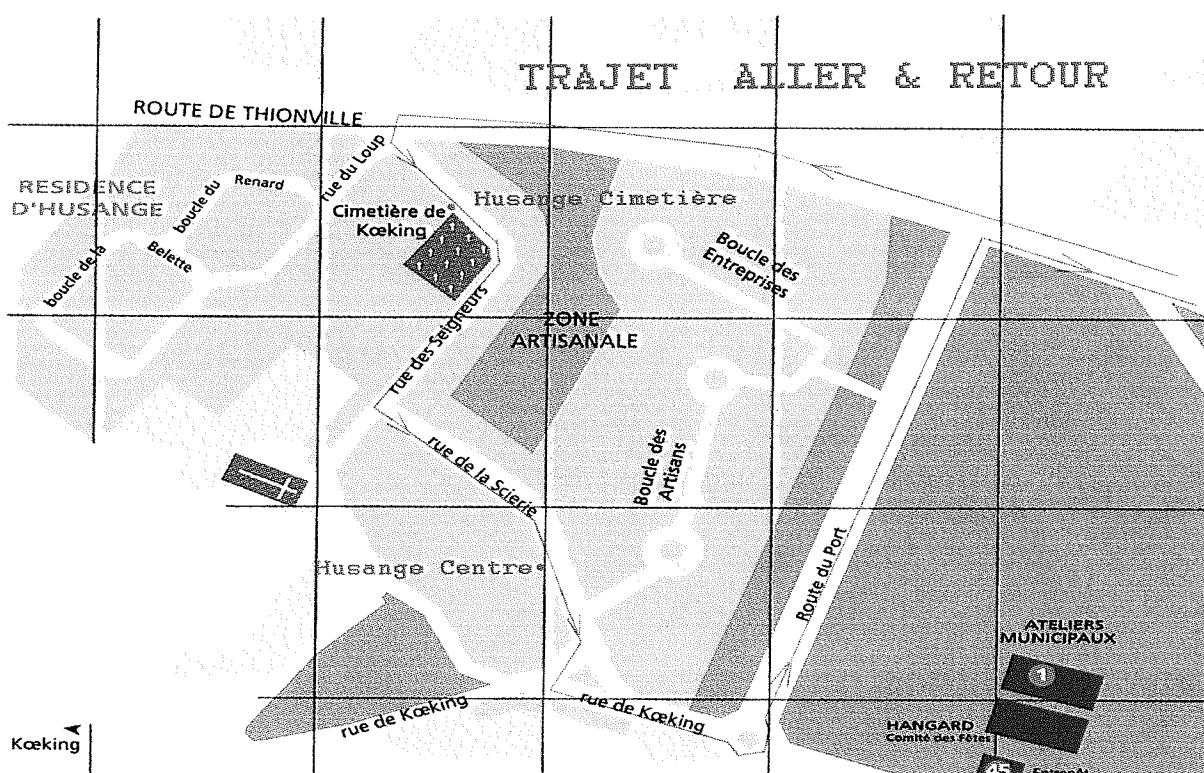 TRAJET ALLER & RETOUR
ROUTE DE THIONVILLE
rue du Loup
RESIDENCE
D'HUSANGE
boucle du
Renard
Husange Cimetière
Cimetière de
Kœking
boucle de la
Belette
Boucle des
Entreprises
rue des Seigneurs
ZONE
ARTISANALE
rue de la Scierie
Boucle des
Artisans
Husange Centre
Route du Port
ATELIERS
MUNICIPAUX
1
rue de Kœking
rue de Kœking
HANGARD
Comité des Fêtes
Kœking
45